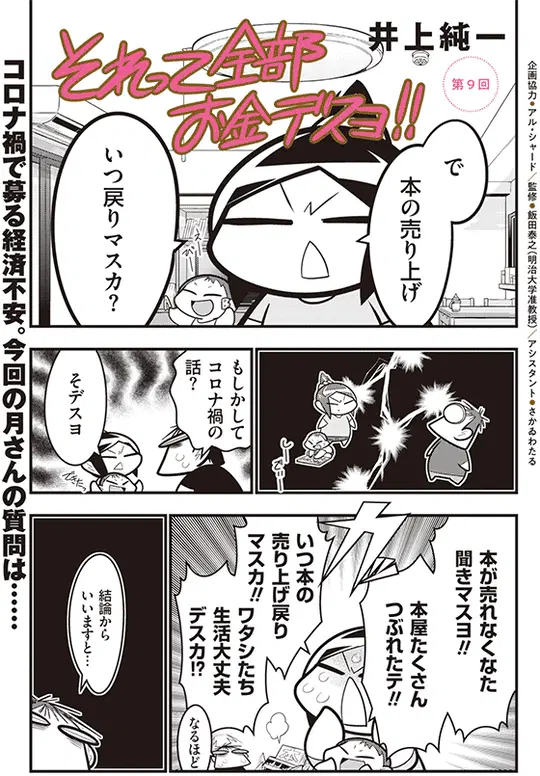 井上純一
それって全部
お金デスヨ!!
第9回
企画協力●アル・シャード/監修●飯田泰之(明治大学准教授)/アシスタント●さかゐわたる
コロナ禍で募る経済不安。今回の月さんの質問は……
で
本の売り上げ
いつ戻りマスカ?
もしかして
コロナ禍の
話?
そデスヨ
本が売れなくなた
聞きマスヨ!!
本屋たくさん
つぶれたテ!!
いつ本の
売り上げ戻り
マスカ!!
ワタシたち
生活大丈夫
デスカ!?
なるほど
結論から
いいますと…